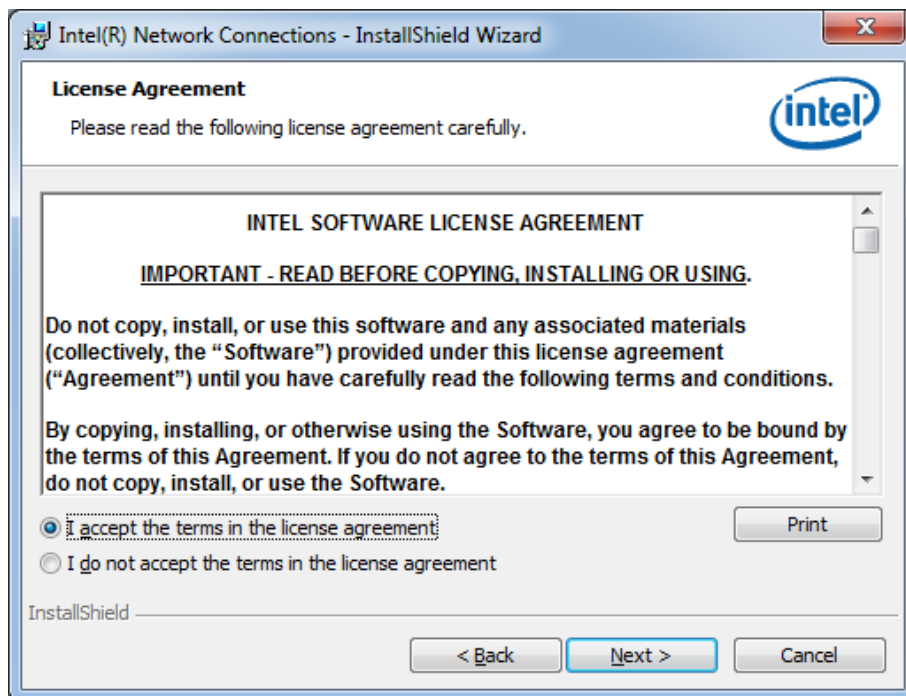 Intel(R) Network Connections - InstallShield Wizard
License Agreement
Please read the following license agreement carefully.
intel
INTEL SOFTWARE LICENSE AGREEMENT
IMPORTANT - READ BEFORE COPYING, INSTALLING OR USING.
Do not copy, install, or use this software and any associated materials
(collectively, the “Software”) provided under this license agreement
(“Agreement”) until you have carefully read the following terms and conditions.
By copying, installing, or otherwise using the Software, you agree to be bound by
the terms of this Agreement. If you do not agree to the terms of this Agreement,
do not copy, install, or use the Software.
I accept the terms in the license agreement
Print
I do not accept the terms in the license agreement
InstallShield
< Back
Next >
Cancel